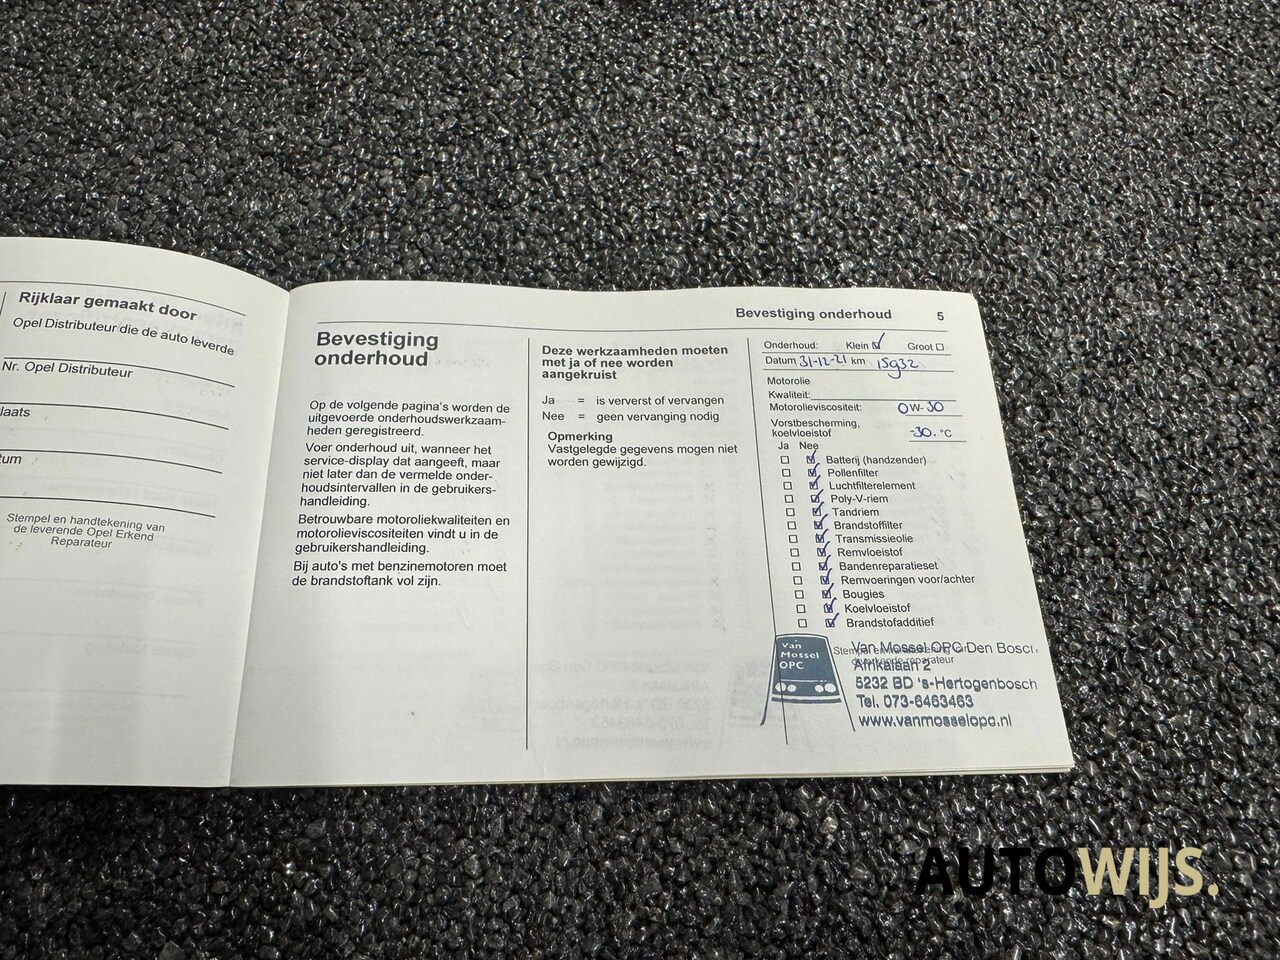 Rijklaar gemaakt door
Opel Distributeur die de auto leverde
Nr. Opel Distributeur
laats
tum
Stempel en handtekening van
de leverende Opel Erkend
Reparateur
Bevestiging onderhoud 5
Bevestiging
onderhoud
Op de volgende pagina's worden de
uitgevoerde onderhoudswerkzaam-
heden geregistreerd.
Voer onderhoud uit, wanneer het
service-display dat aangeeft, maar
niet later dan de vermelde onder-
houdsintervallen in de gebruikers-
handleiding.
Betrouwbare motoroliekwaliteiten en
motorolieviscositeiten vindt u in de
gebruikershandleiding.
Bij auto's met benzinemotoren moet
de brandstoftank vol zijn.
Deze werkzaamheden moeten
met ja of nee worden
aangekruist
Ja = is ververst of vervangen
Nee = geen vervanging nodig
Opmerking
Vastgelegde gegevens mogen niet
worden gewijzigd.
Onderhoud: Klein Groot
Datum 31-12-21 km 15932
Motorolie
Kwaliteit:
Motorolieviscositeit: 0W-30
Vorstbescherming,
koelvloeistof -30. °C
Ja Nee
Batterij (handzender)
Pollenfilter
Luchtfilterelement
Poly-V-riem
Tandriem
Brandstoffilter
Transmissieolie
Remvloeistof
Bandenreparatieset
Remvoeringen voor/achter
Bougies
Koelvloeistof
Brandstofadditief
Van
Mossel
OPC
Van Mossel OPC Den Bosch
Afrikalaan 2
5232 BD 's-Hertogenbosch
Tel. 073-6463463
www.vanmosselopc.nl
AUTOWIJS.